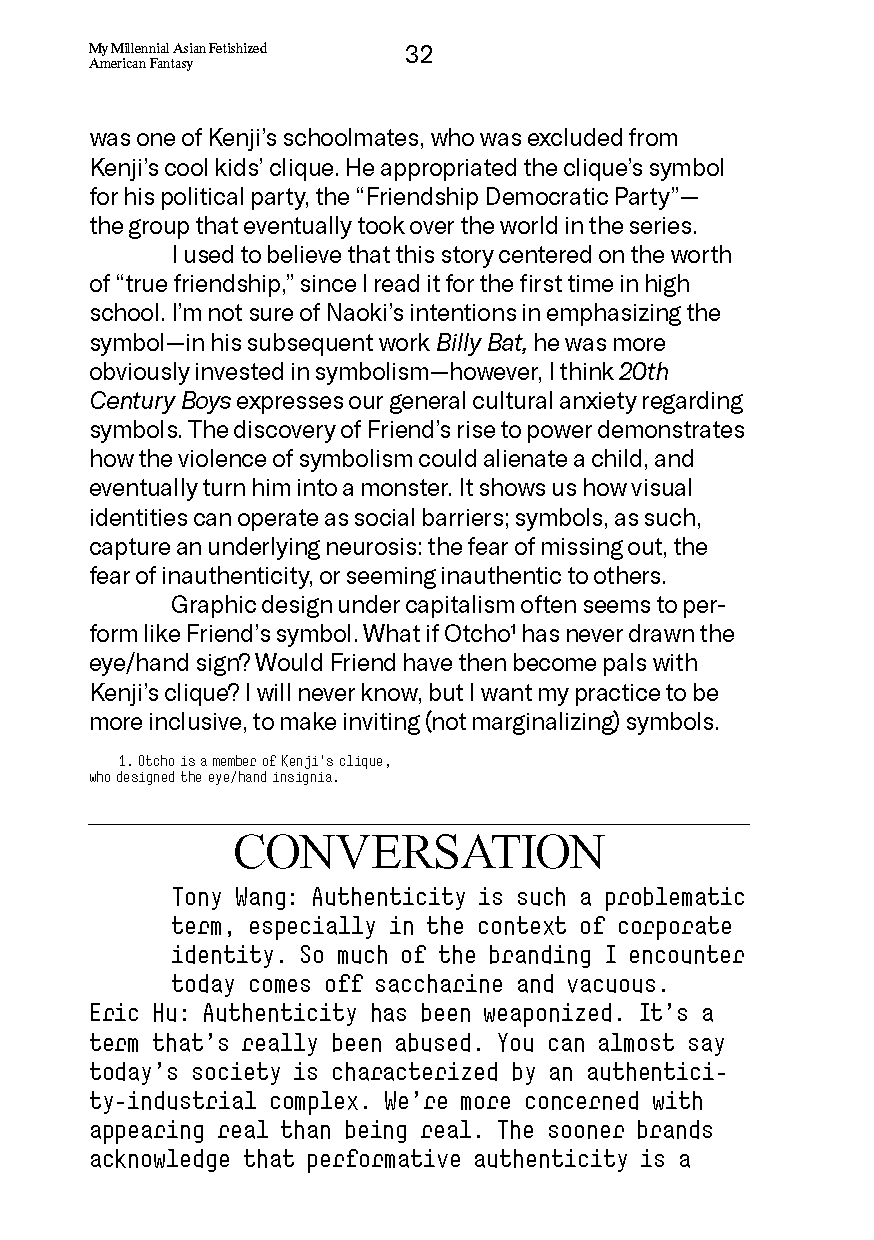 My Millennial Asian Fetishized
American Fantasy
32
was one of Kenji’s schoolmates, who was excluded from
Kenji’s cool kids’ clique. He appropriated the clique’s symbol
for his political party, the “Friendship Democratic Party”—
the group that eventually took over the world in the series.
I used to believe that this story centered on the worth
of “true friendship,” since I read it for the first time in high
school. I’m not sure of Naoki’s intentions in emphasizing the
symbol—in his subsequent work Billy Bat, he was more
obviously invested in symbolism—however, I think 20th
Century Boys expresses our general cultural anxiety regarding
symbols. The discovery of Friend’s rise to power demonstrates
how the violence of symbolism could alienate a child, and
eventually turn him into a monster. It shows us how visual
identities can operate as social barriers; symbols, as such,
capture an underlying neurosis: the fear of missing out, the
fear of inauthenticity, or seeming inauthentic to others.
Graphic design under capitalism often seems to per-
form like Friend’s symbol. What if Otcho¹ has never drawn the
eye/hand sign? Would Friend have then become pals with
Kenji’s clique? I will never know, but I want my practice to be
more inclusive, to make inviting (not marginalizing) symbols.
1. Otcho is a member of Kenji's clique,
who designed the eye/hand insignia.
CONVERSATION
Tony Wang: Authenticity is such a problematic
term, especially in the context of corporate
identity. So much of the branding I encounter
today comes off saccharine and vacuous.
Eric Hu: Authenticity has been weaponized. It’s a
term that’s really been abused. You can almost say
today’s society is characterized by an authentici-
ty-industrial complex. We’re more concerned with
appearing real than being real. The sooner brands
acknowledge that performative authenticity is a